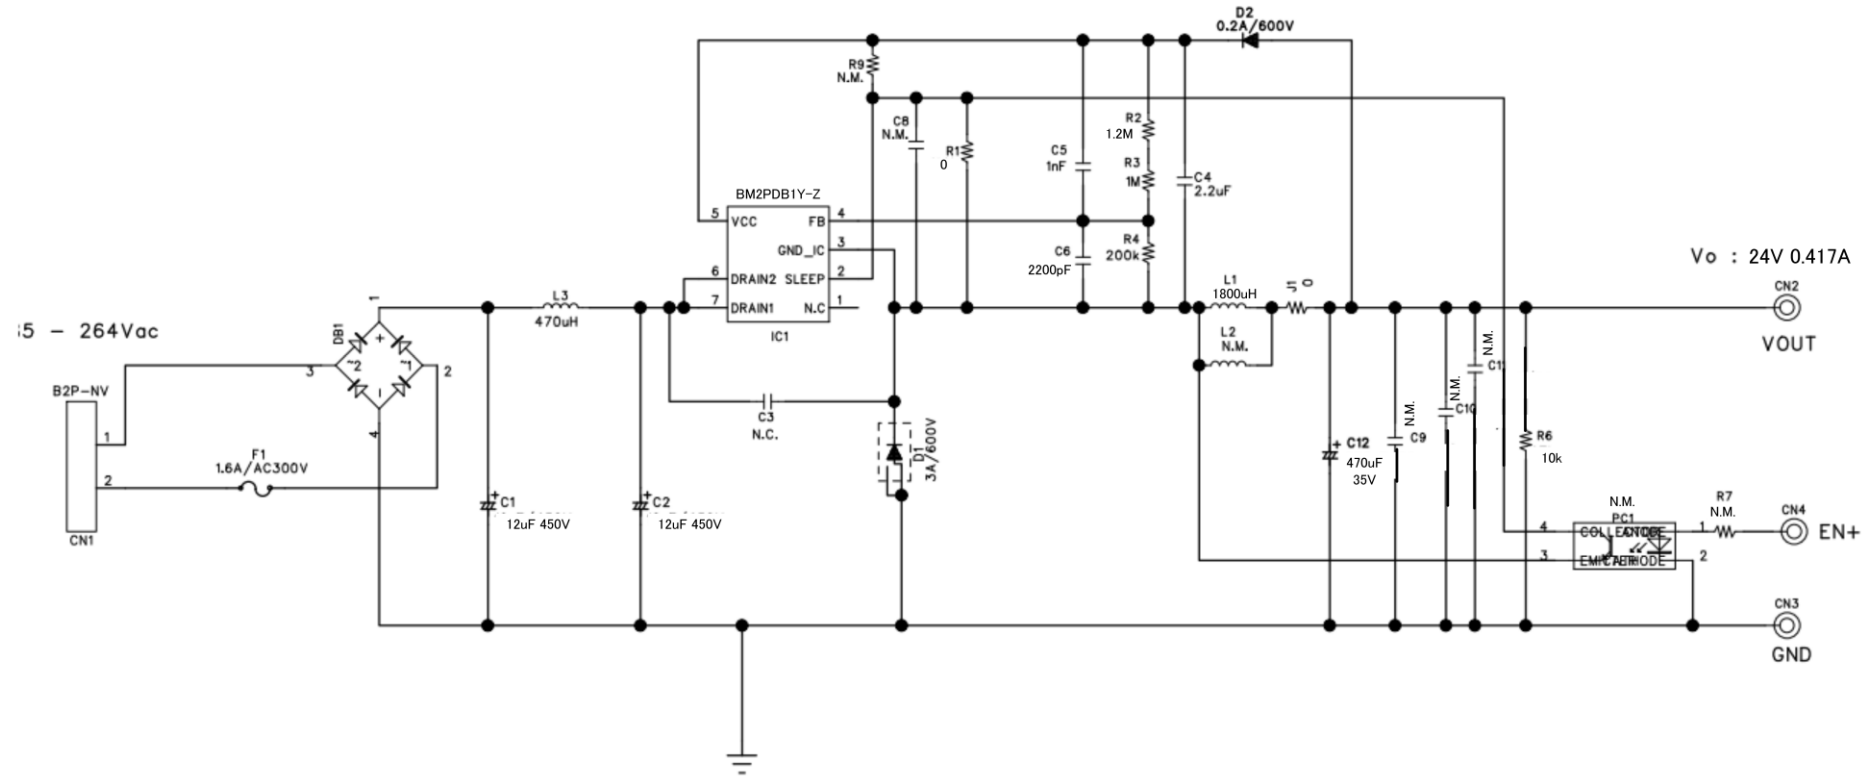 D2
0.2A/600V
R9
N.M.
C8
N.M.
R1
0
C5
1nF
R2
1.2M
R3
1M
C4
2.2uF
BM2PDB1Y-Z
5
VCC
FB
4
GND_IC
3
6
DRAIN2
SLEEP
2
7
DRAIN1
N.C
1
IC1
C6
2200pF
R4
200k
Vo : 24V 0.417A
CN2
VOUT
L1
1800uH
J1
0
L2
N.M.
L3
470uH
5 - 264Vac
DB1
1
+
~2
~1
-
3
2
4
B2P-NV
1
2
CN1
F1
1.6A/AC300V
C3
N.C.
D1
3A/600V
+
C1
12uF 450V
+
C2
12uF 450V
+
C12
470uF
35V
N.M.
C9
N.M.
C10
N.M.
R6
10k
N.M.
PC1
4
3
1
2
R7
N.M.
CN4
EN+
CN3
GND